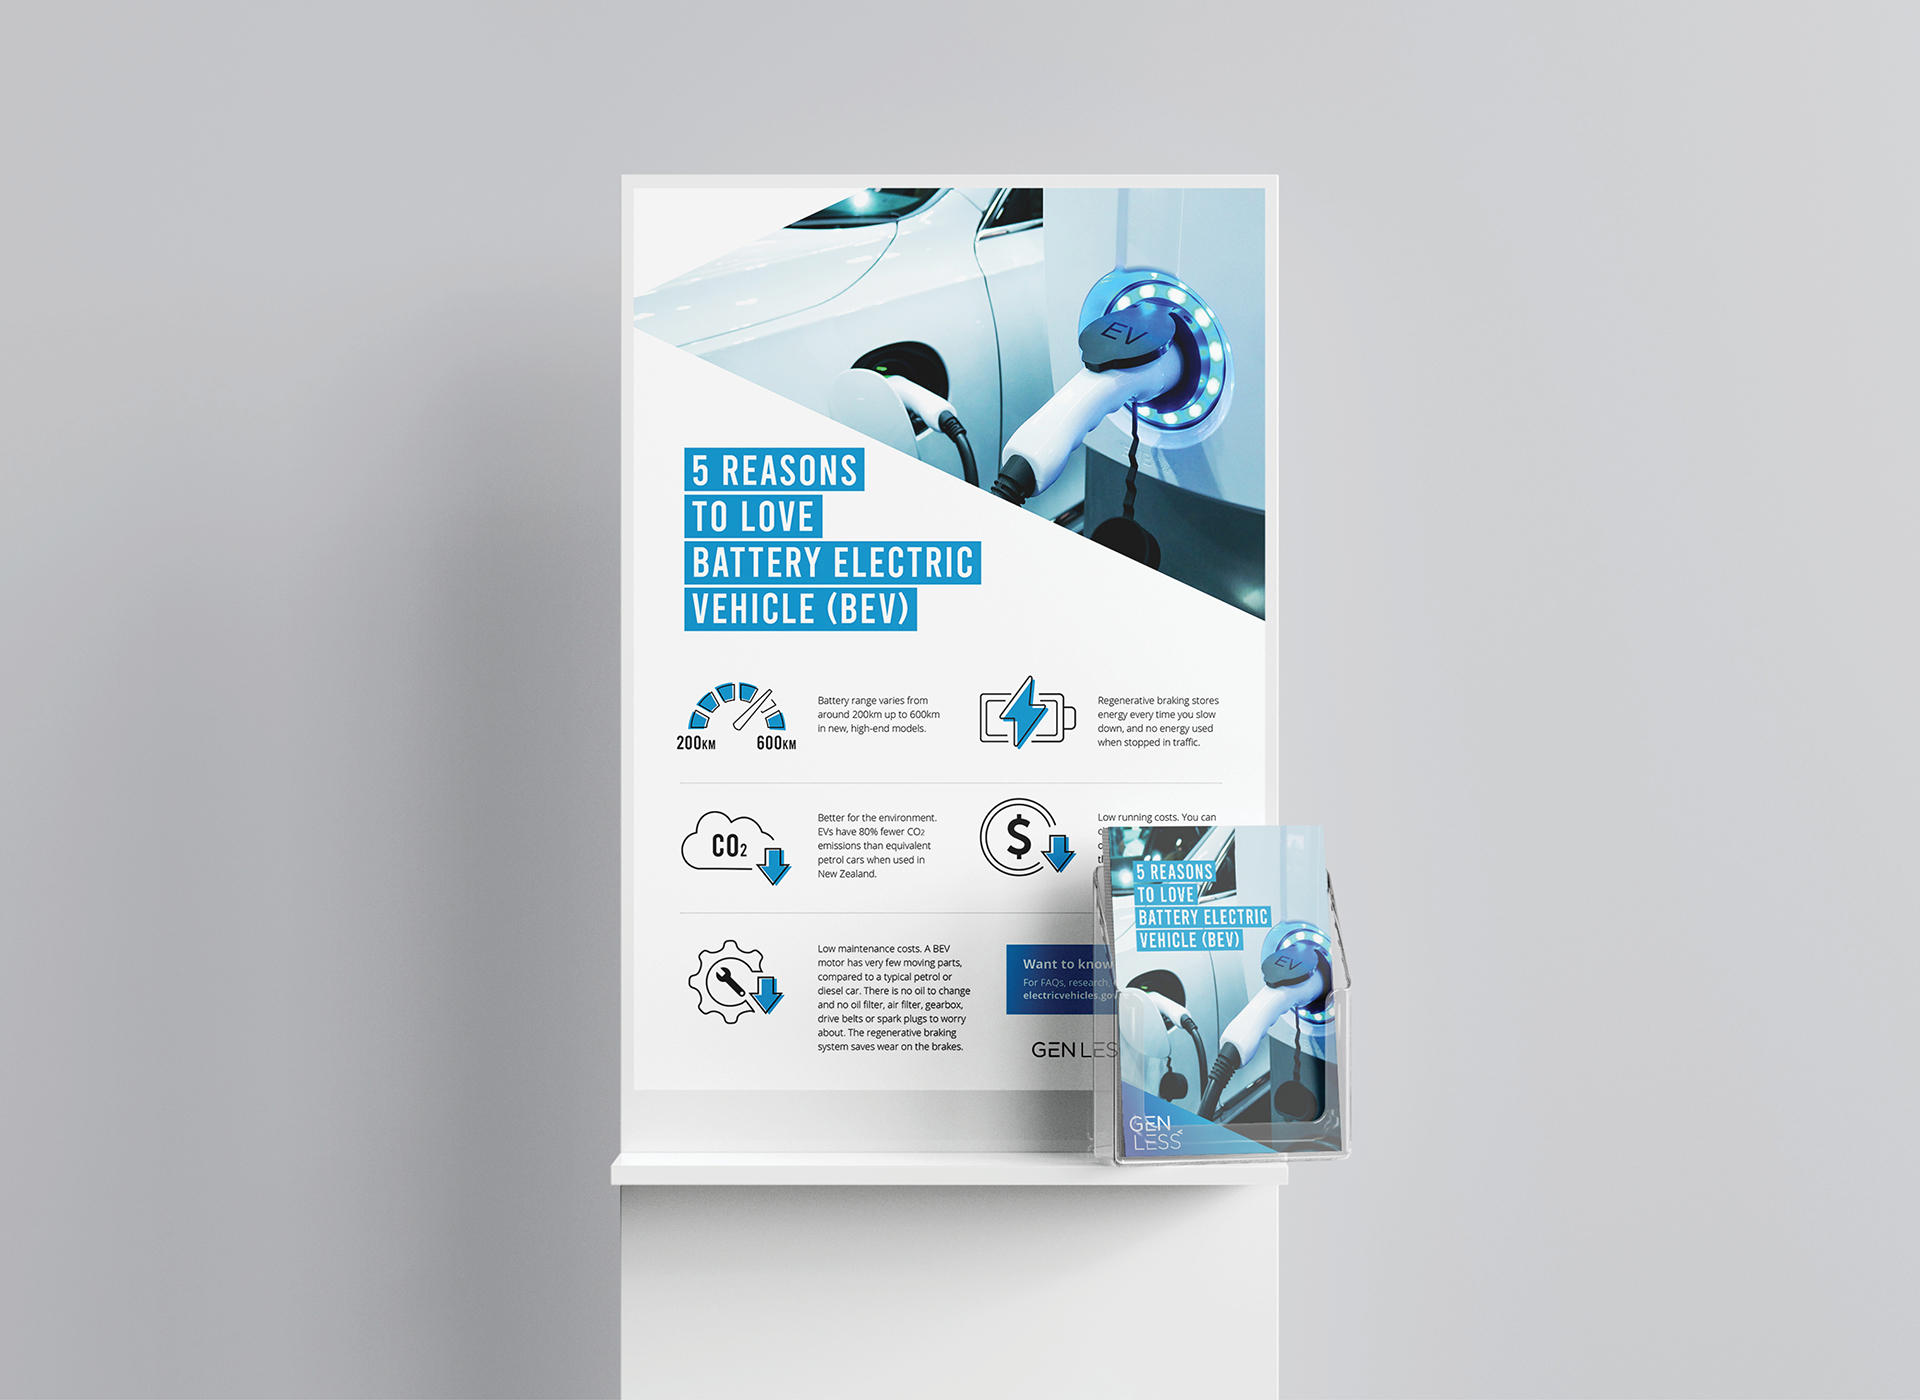 EV
5 REASONS
TO LOVE
BATTERY ELECTRIC
VEHICLE (BEV)
200KM
600KM
Battery range varies from
around 200km up to 600km
in new, high-end models.
Regenerative braking stores
energy every time you slow
down, and no energy used
when stopped in traffic.
CO2
Better for the environment.
EVs have 80% fewer CO2
emissions than equivalent
petrol cars when used in
New Zealand.
$
Low running costs. You can
Low maintenance costs. A BEV
motor has very few moving parts,
compared to a typical petrol or
diesel car. There is no oil to change
and no oil filter, air filter, gearbox,
drive belts or spark plugs to worry
about. The regenerative braking
system saves wear on the brakes.
Want to know
For FAQs, research,
electricvehicles.gov
GEN LES
5 REASONS
TO LOVE
BATTERY ELECTRIC
VEHICLE (BEV)
EV
GEN
LESS